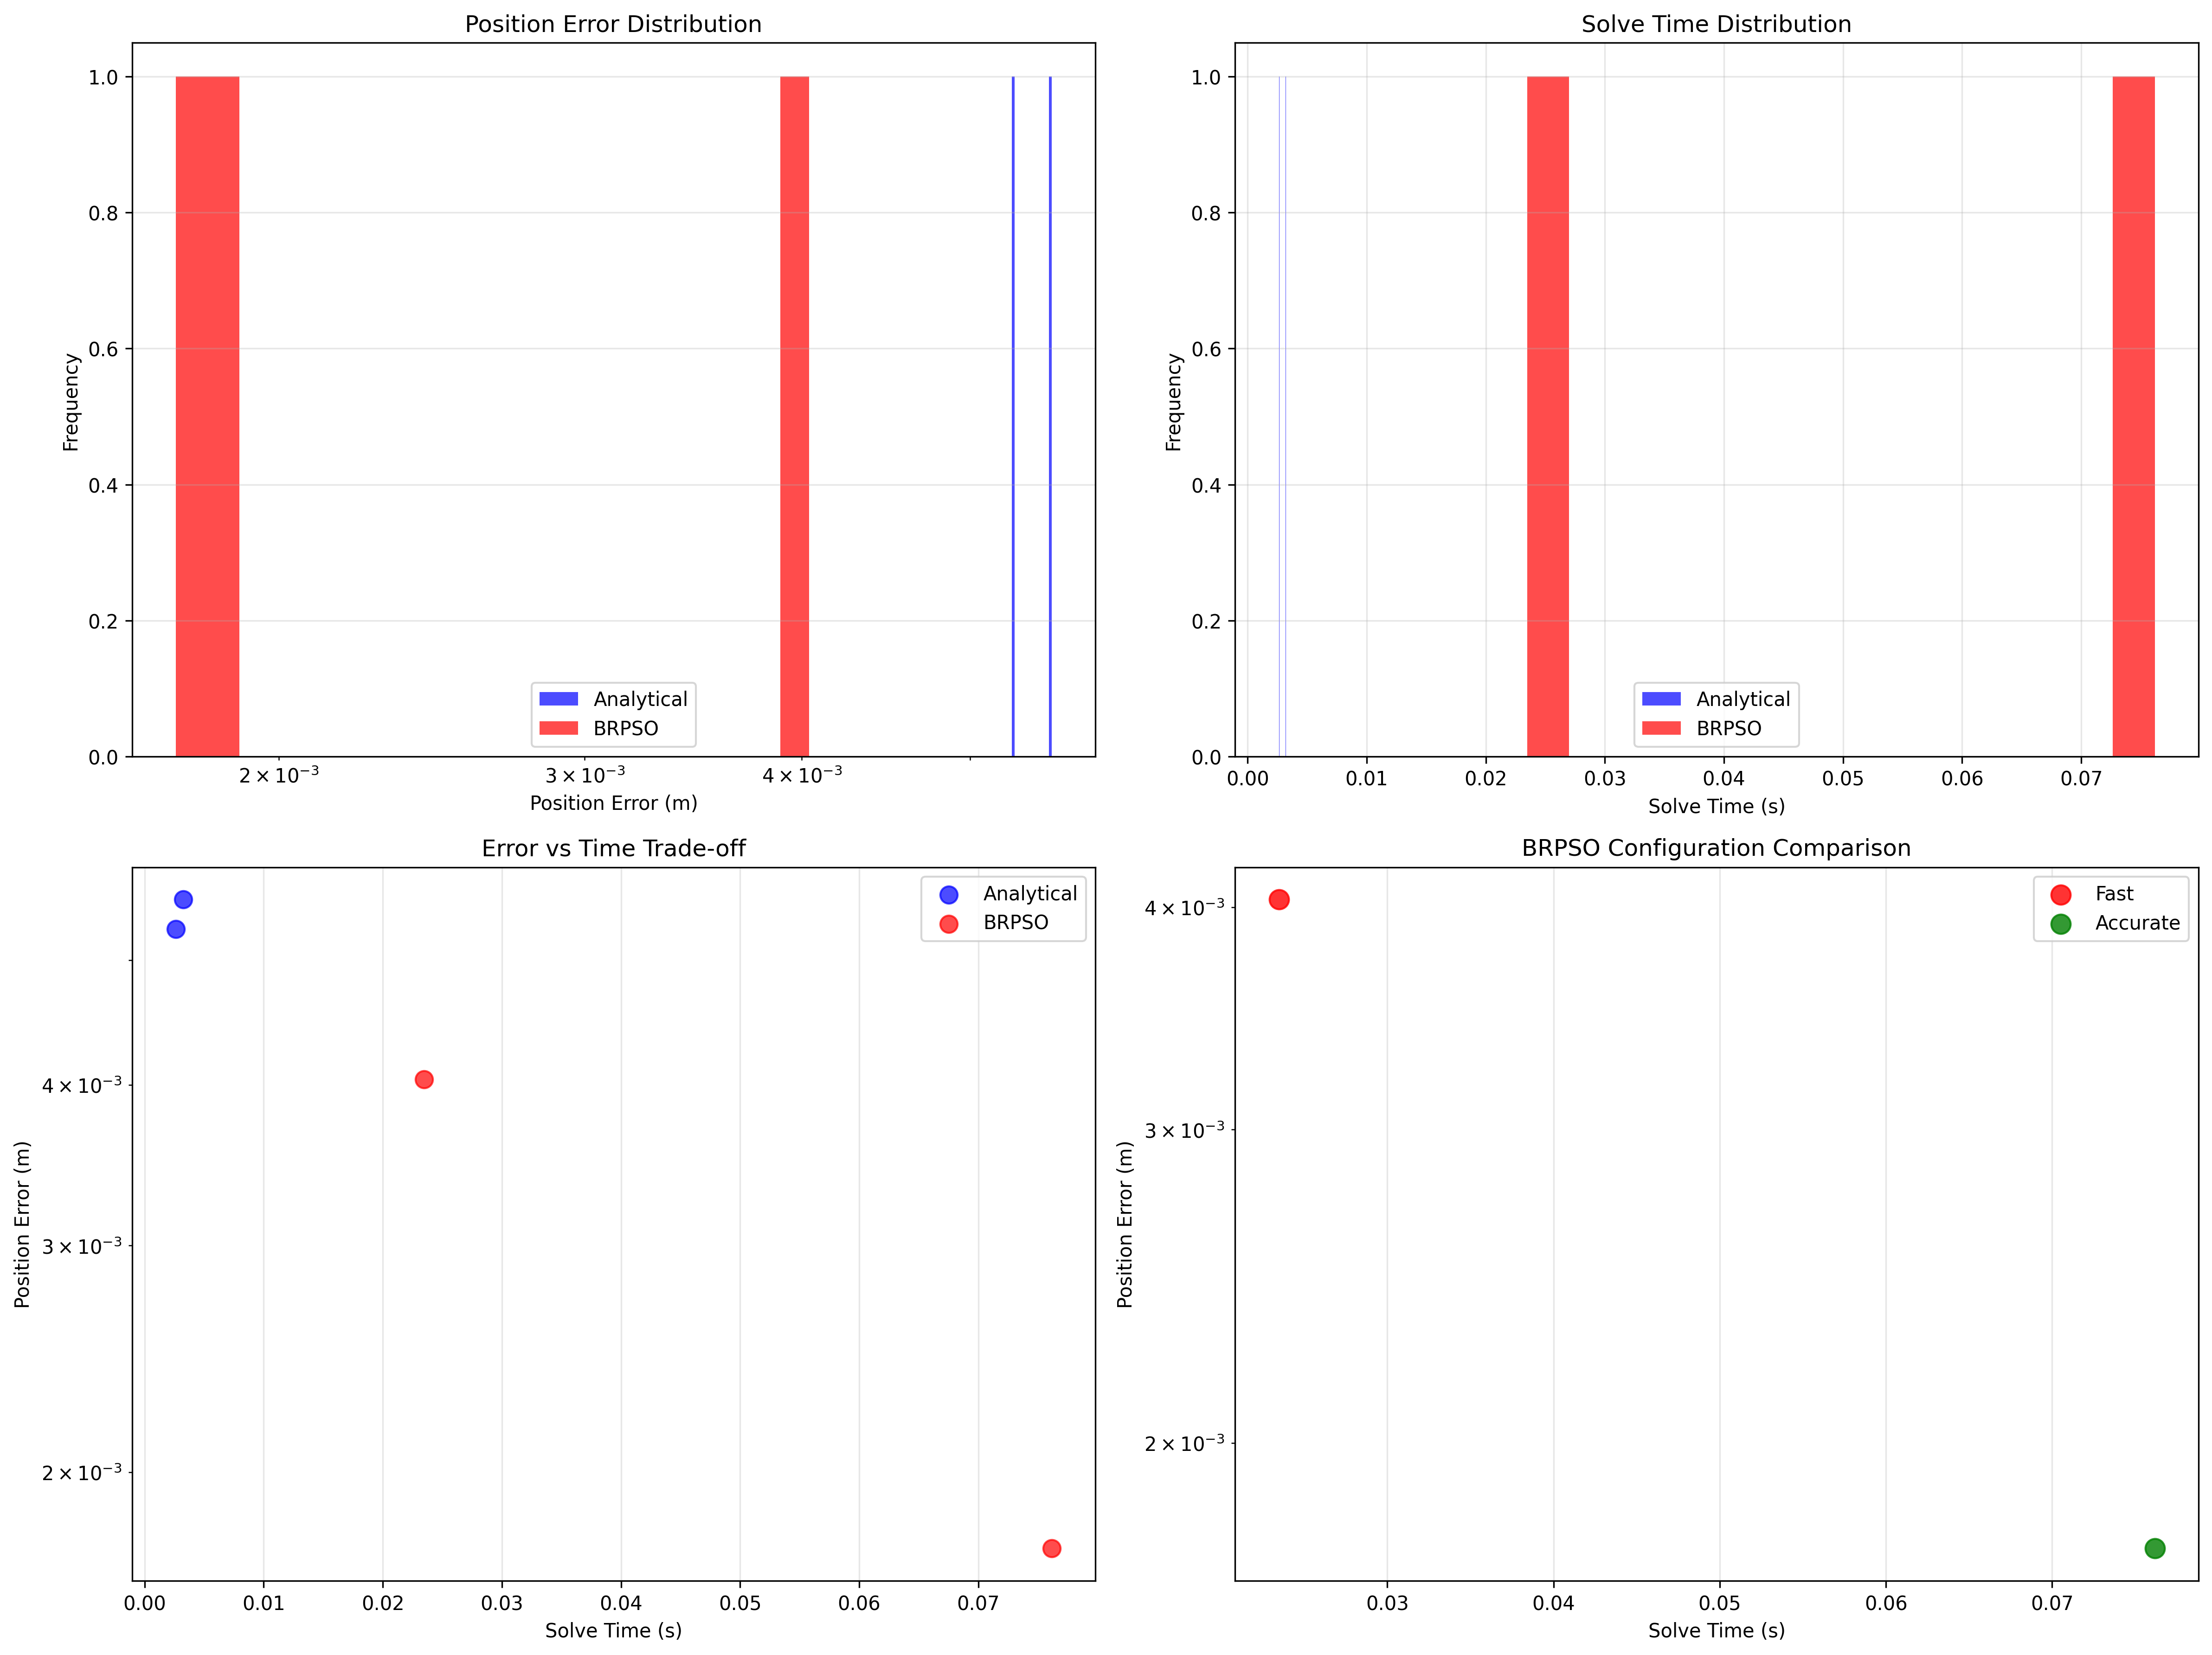 Position Error Distribution
1.0
0.8
0.6
0.4
0.2
0.0
Frequency
Analytical
BRPSO
2 × 10⁻³
3 × 10⁻³
4 × 10⁻³
Position Error (m)
Solve Time Distribution
1.0
0.8
0.6
0.4
0.2
0.0
Frequency
Analytical
BRPSO
0.00 0.01 0.02 0.03 0.04 0.05 0.06 0.07
Solve Time (s)
Error vs Time Trade-off
Analytical
BRPSO
4 × 10⁻³
3 × 10⁻³
2 × 10⁻³
Position Error (m)
0.00 0.01 0.02 0.03 0.04 0.05 0.06 0.07
Solve Time (s)
BRPSO Configuration Comparison
Fast
Accurate
4 × 10⁻³
3 × 10⁻³
2 × 10⁻³
Position Error (m)
0.03 0.04 0.05 0.06 0.07
Solve Time (s)